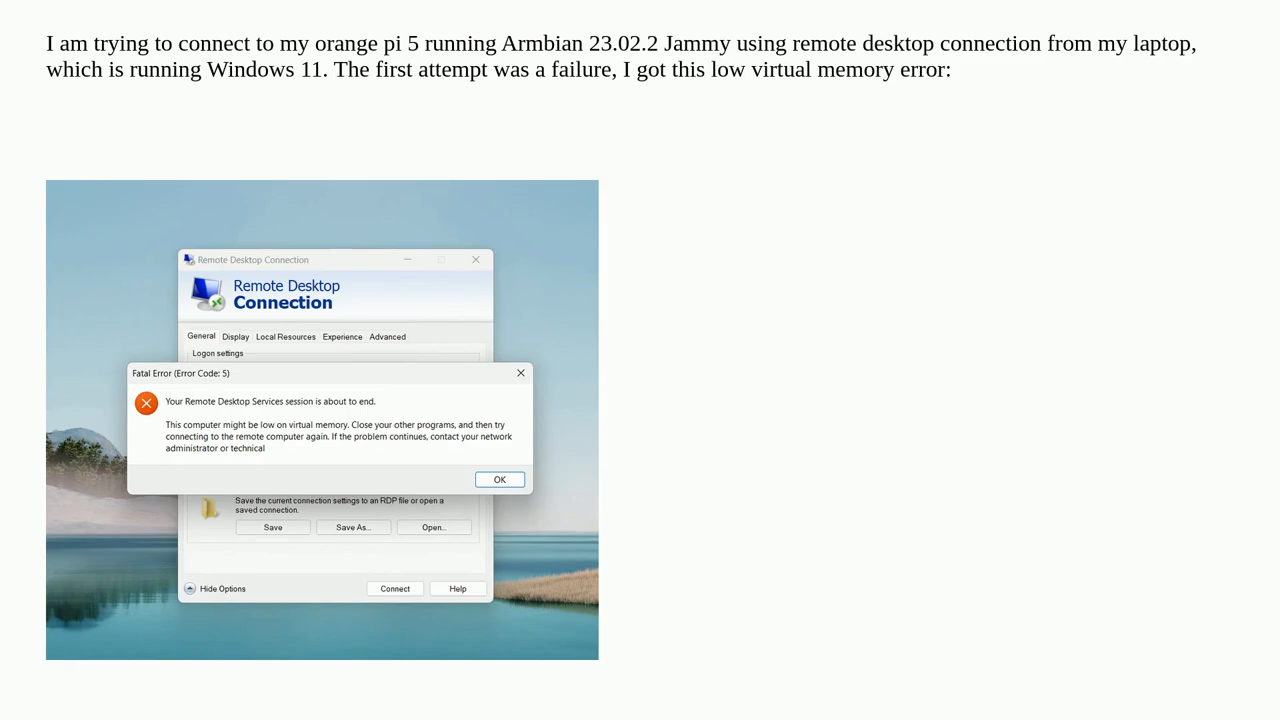 I am trying to connect to my orange pi 5 running Armbian 23.02.2 Jammy using remote desktop connection from my laptop,
which is running Windows 11. The first attempt was a failure, I got this low virtual memory error:
Remote Desktop Connection
Remote Desktop
Connection
General Display Local Resources Experience Advanced
Logon settings
Fatal Error (Error Code: 5)
Your Remote Desktop Services session is about to end.
This computer might be low on virtual memory. Close your other programs, and then try
connecting to the remote computer again. If the problem continues, contact your network
administrator or technical
OK
Save the current connection settings to an RDP file or open a
saved connection.
Save Save As... Open...
Hide Options Connect Help